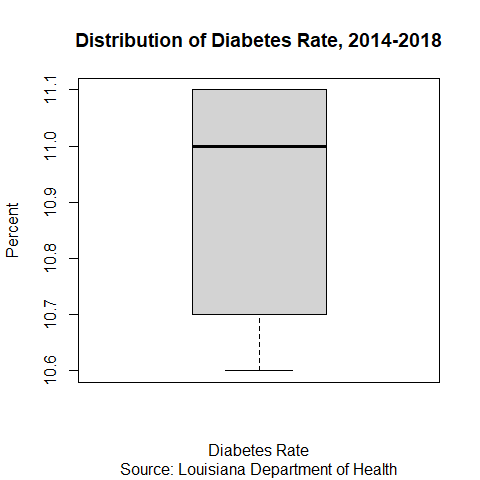 Distribution of Diabetes Rate, 2014-2018
Percent
11.1
11.0
10.9
10.8
10.7
10.6
Diabetes Rate
Source: Louisiana Department of Health